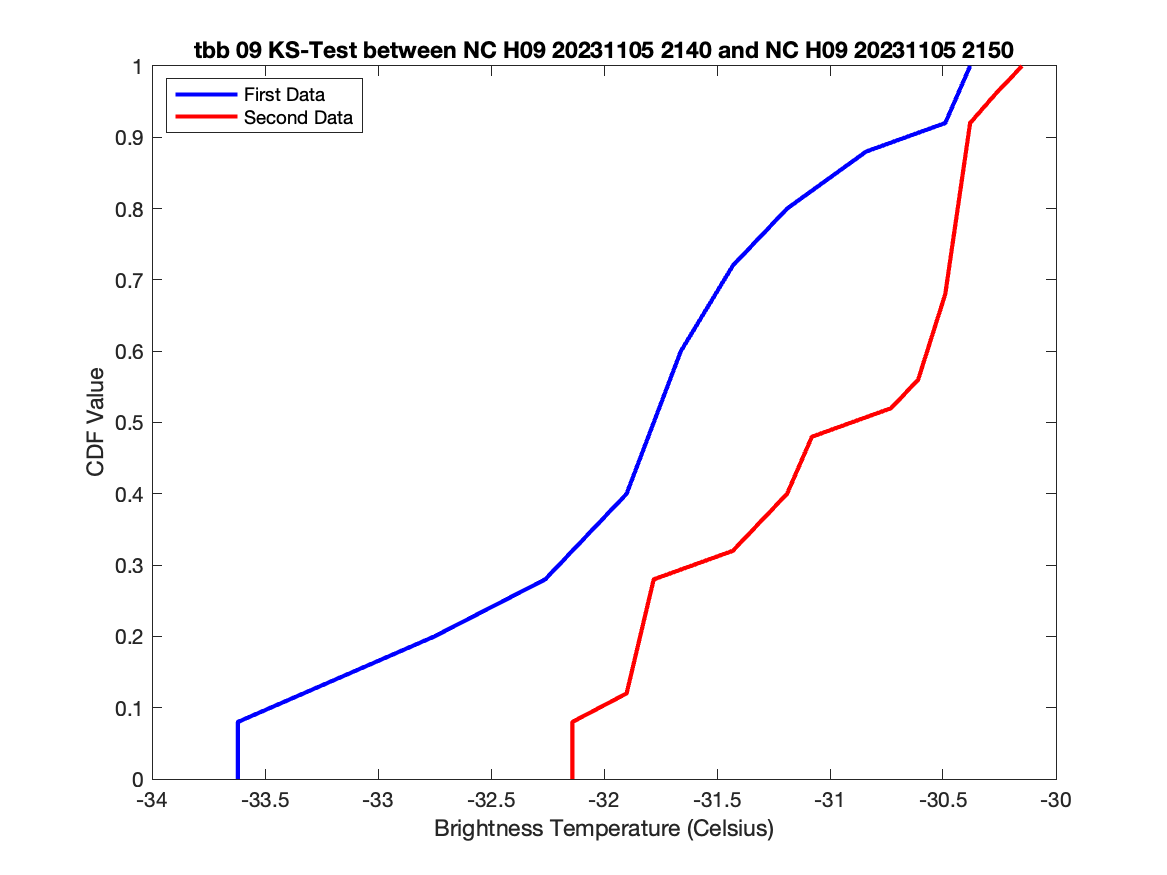 tbb 09 KS-Test between NC H09 20231105 2140 and NC H09 20231105 2150
First Data
Second Data
1
0.9
0.8
0.7
0.6
0.5
0.4
0.3
0.2
0.1
0
CDF Value
-34 -33.5 -33 -32.5 -32 -31.5 -31 -30.5 -30
Brightness Temperature (Celsius)